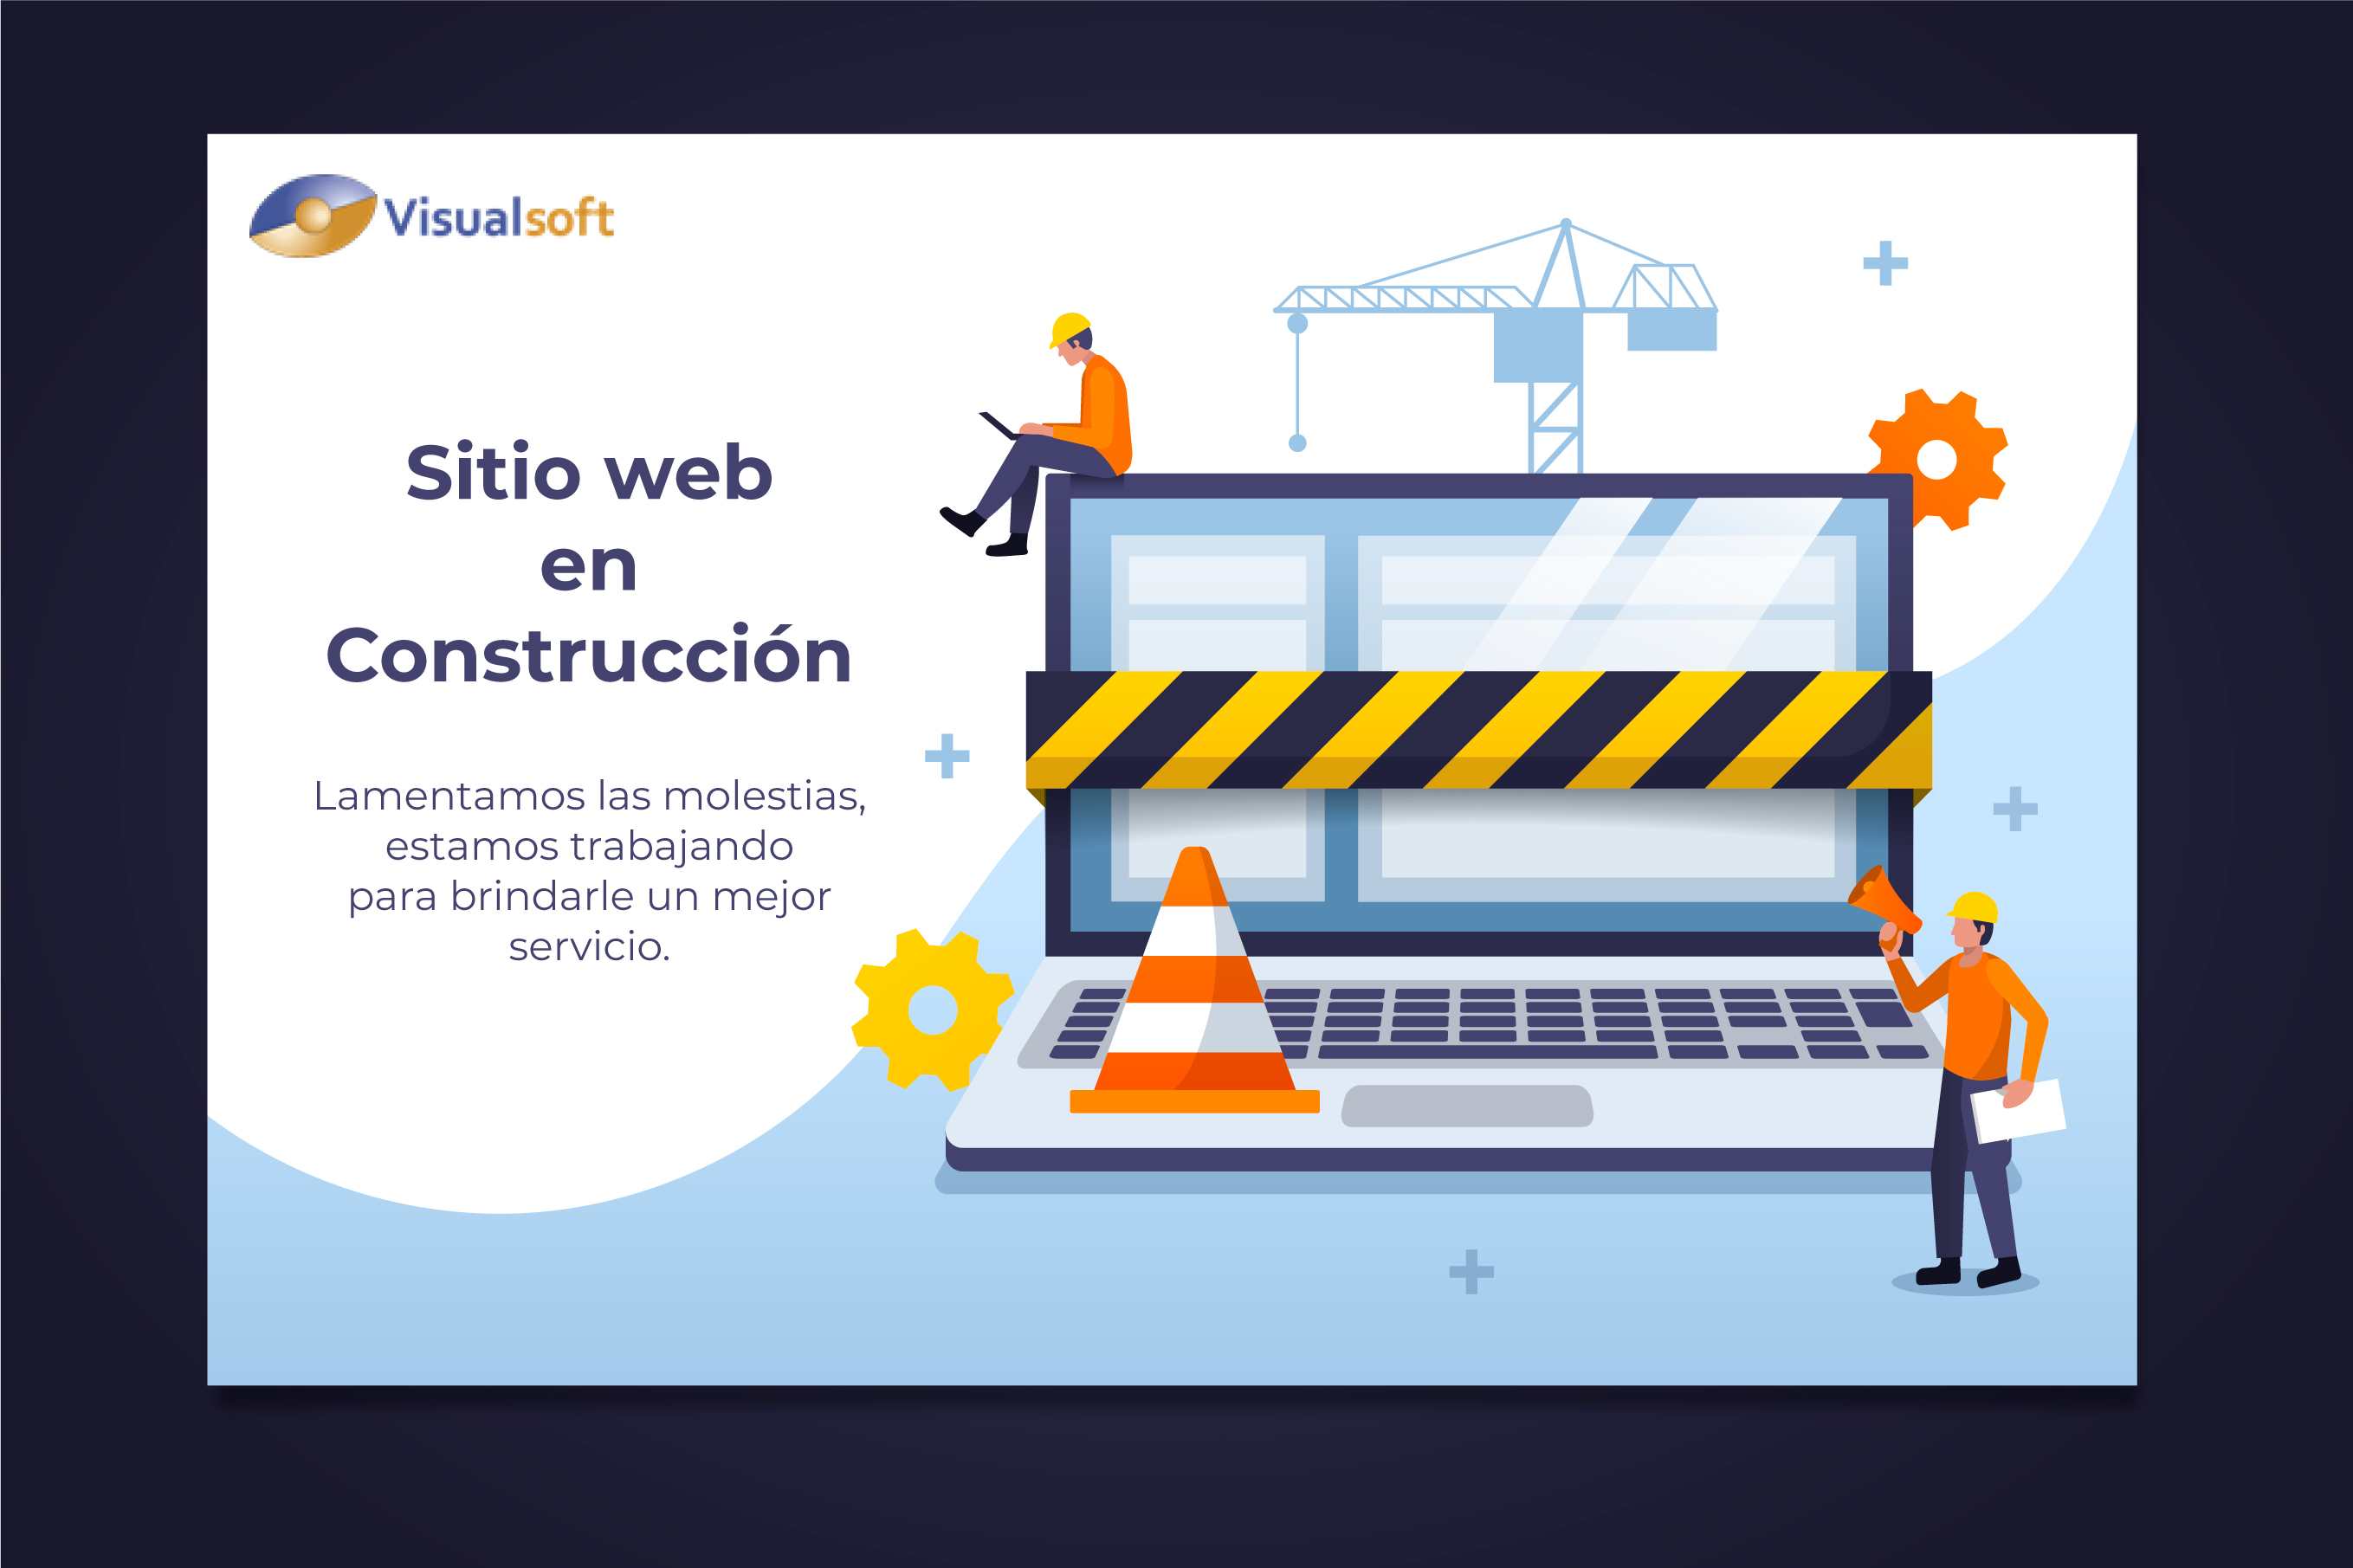 Visualsoft
Sitio web
en
Construcción
Lamentamos las molestias,
estamos trabajando
para brindarle un mejor
servicio.